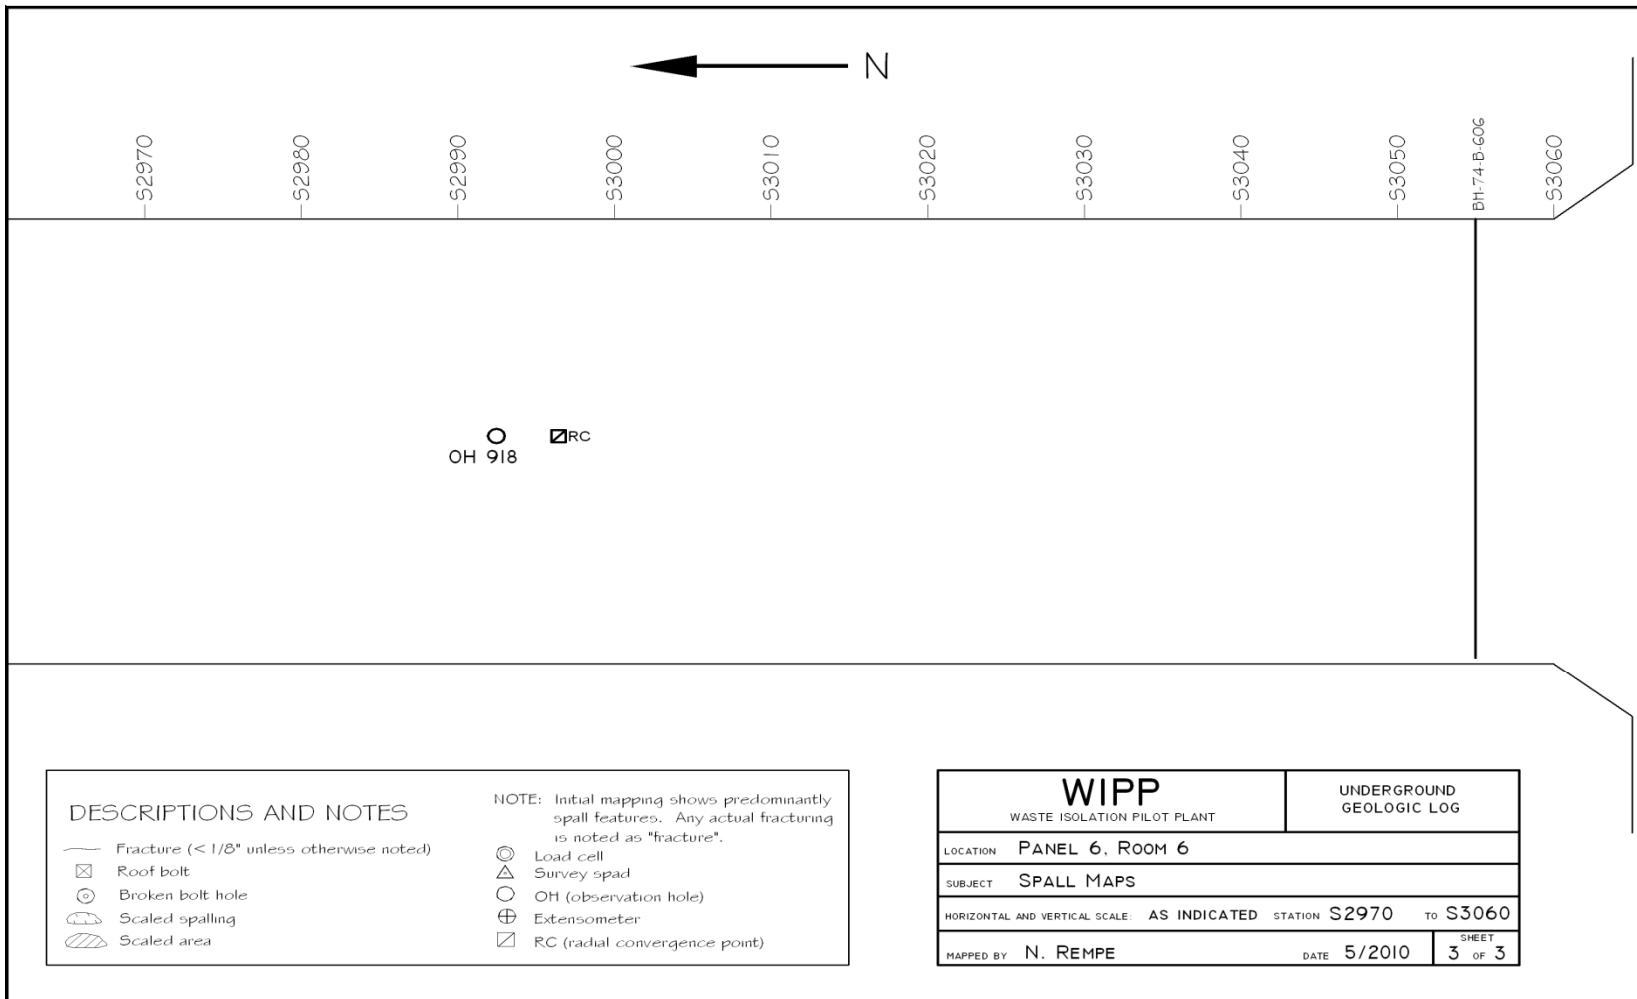 N
S2970
S2980
S2990
S3000
S3010
S3020
S3030
S3040
S3050
BH-74-B-606
S3060
RC
OH 918
DESCRIPTIONS AND NOTES
Fracture (< 1/8" unless otherwise noted)
Roof bolt
Broken bolt hole
Scaled spalling
Scaled area
NOTE: Initial mapping shows predominantly
spall features. Any actual fracturing
is noted as "fracture".
Load cell
Survey spad
OH (observation hole)
Extensometer
RC (radial convergence point)
WIPP
WASTE ISOLATION PILOT PLANT
UNDERGROUND
GEOLOGIC LOG
LOCATION PANEL 6, ROOM 6
SUBJECT SPALL MAPS
HORIZONTAL AND VERTICAL SCALE: AS INDICATED STATION S2970 TO S3060
MAPPED BY N. REMPE DATE 5/2010
SHEET
3 OF 3